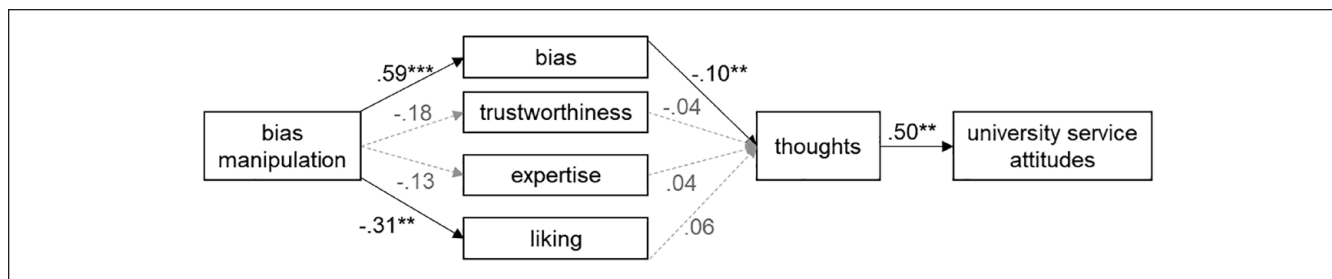 bias
manipulation
.59***
-.18
-.13
-.31**
bias
trustworthiness
expertise
liking
-.10**
-.04
.04
.06
thoughts
.50**
university service
attitudes